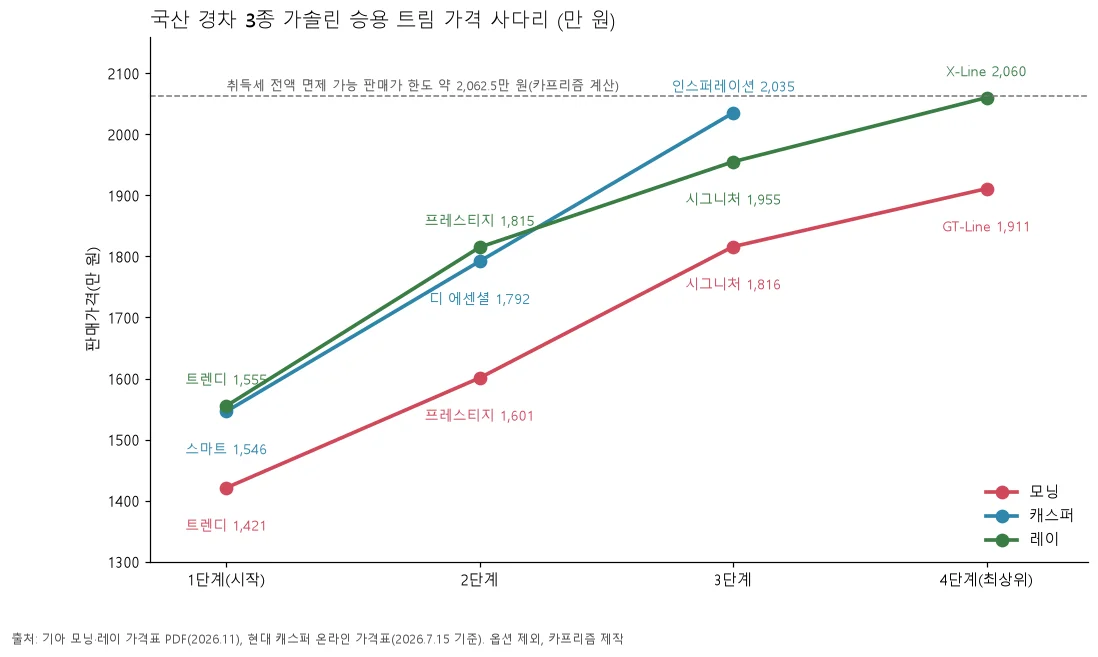 국산 경차 3종 가솔린 승용 트림 가격 사다리 (만 원)
X-Line 2,060
2100
취득세 전액 면제 가능 판매가 한도 약 2,062.5만 원(카프리즘 계산)
인스퍼레이션 2,035
2000
시그니처 1,955
1900
프레스티지 1,815
GT-Line 1,911
1800
디 에센셜 1,792
시그니처 1,816
판매가격(만 원)
1700
트렌디 1,555
1600
프레스티지 1,601
1500
스마트 1,546
모닝
1400
트렌디 1,421
캐스퍼
레이
1300
1단계(시작)
2단계
3단계
4단계(최상위)
출처: 기아 모닝·레이 가격표 PDF(2026.11), 현대 캐스퍼 온라인 가격표(2026.7.15 기준). 옵션 제외, 카프리즘 제작